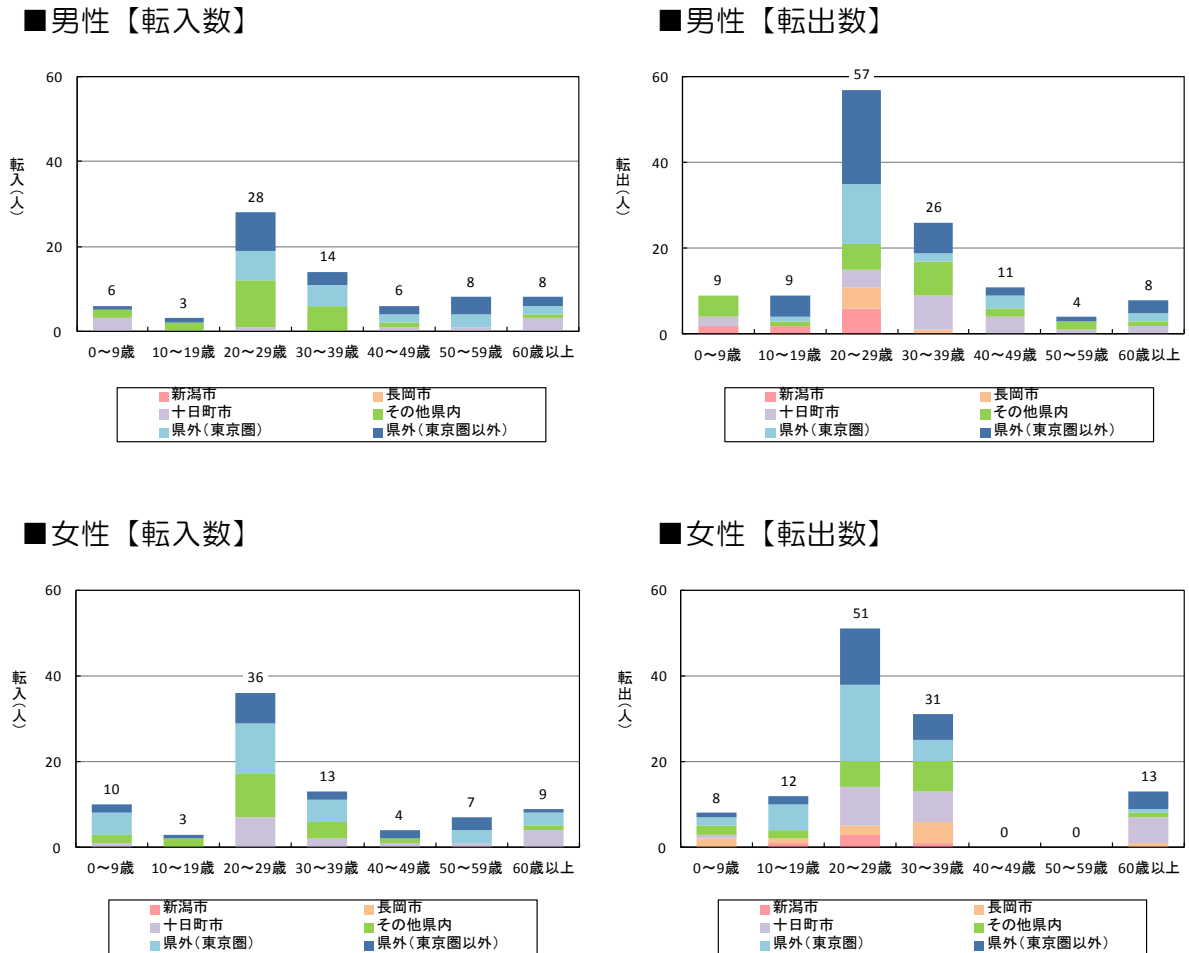 ■男性【転入数】
60
40
20
0
転入(人)
6
3
28
14
6
8
8
0～9歳 10～19歳 20～29歳 30～39歳 40～49歳 50～59歳 60歳以上
新潟市 長岡市
十日町市 その他県内
県外(東京圏) 県外(東京圏以外)
■男性【転出数】
60
40
20
0
転出(人)
9
9
57
26
11
4
8
0～9歳 10～19歳 20～29歳 30～39歳 40～49歳 50～59歳 60歳以上
新潟市 長岡市
十日町市 その他県内
県外(東京圏) 県外(東京圏以外)
■女性【転入数】
60
40
20
0
転入(人)
10
3
36
13
4
7
9
0～9歳 10～19歳 20～29歳 30～39歳 40～49歳 50～59歳 60歳以上
新潟市 長岡市
十日町市 その他県内
県外(東京圏) 県外(東京圏以外)
■女性【転出数】
60
40
20
0
転出(人)
8
12
51
31
0
0
13
0～9歳 10～19歳 20～29歳 30～39歳 40～49歳 50～59歳 60歳以上
新潟市 長岡市
十日町市 その他県内
県外(東京圏) 県外(東京圏以外)